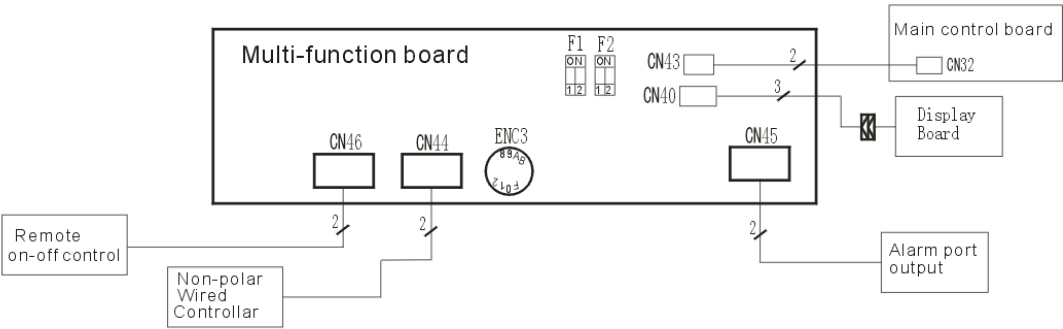 Multi-function board
F1 F2
ON ON
1 2 1 2
CN43
2
Main control board
CN32
CN40
3
Display
Board
CN46
CN44
ENC3
89AB
F012
CN45
2
2
2
Remote
on-off control
Non-polar
Wired
Controllar
Alarm port
output